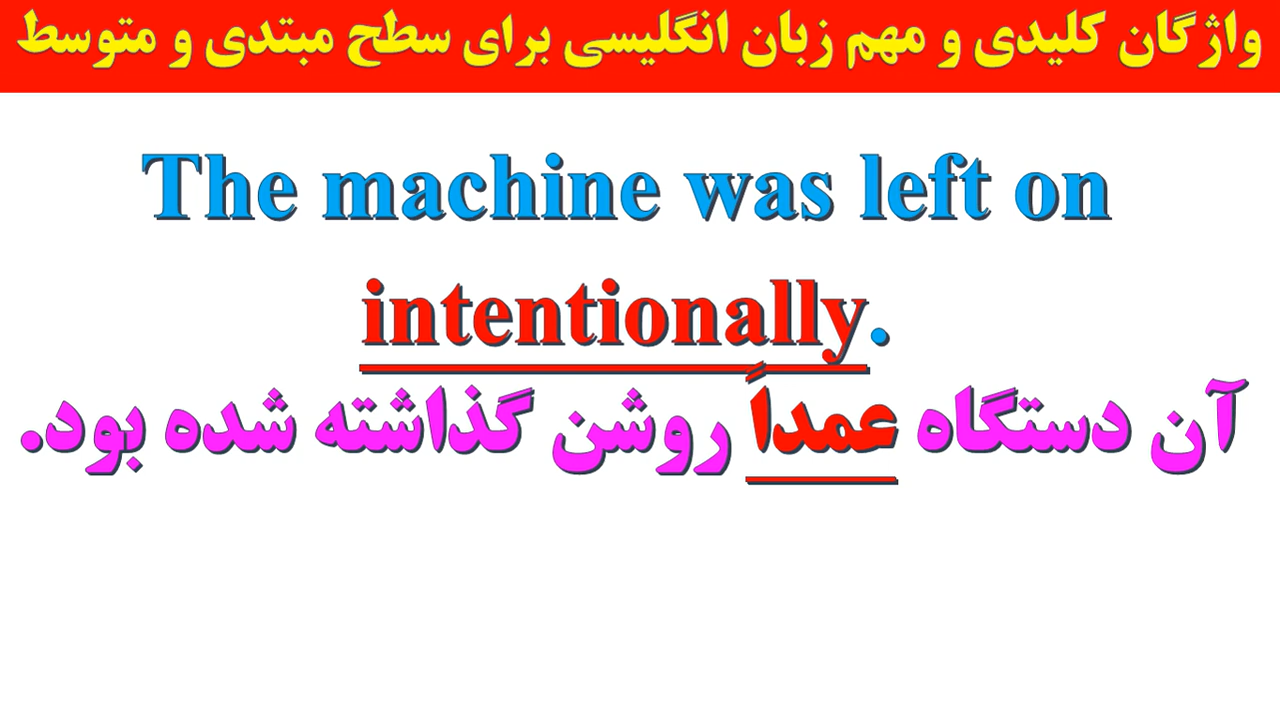 واژگان کلیدی و مهم زبان انگلیسی برای سطح مبتدی و متوسط
The machine was left on
intentionally.
آن دستگاه عمداً روشن گذاشته شده بود.